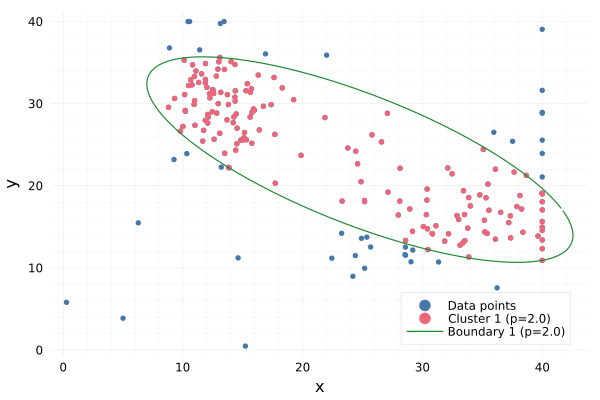 40
30
20
10
0
y
0 10 20 30 40
x
Data points
Cluster 1 (p=2.0)
Boundary 1 (p=2.0)